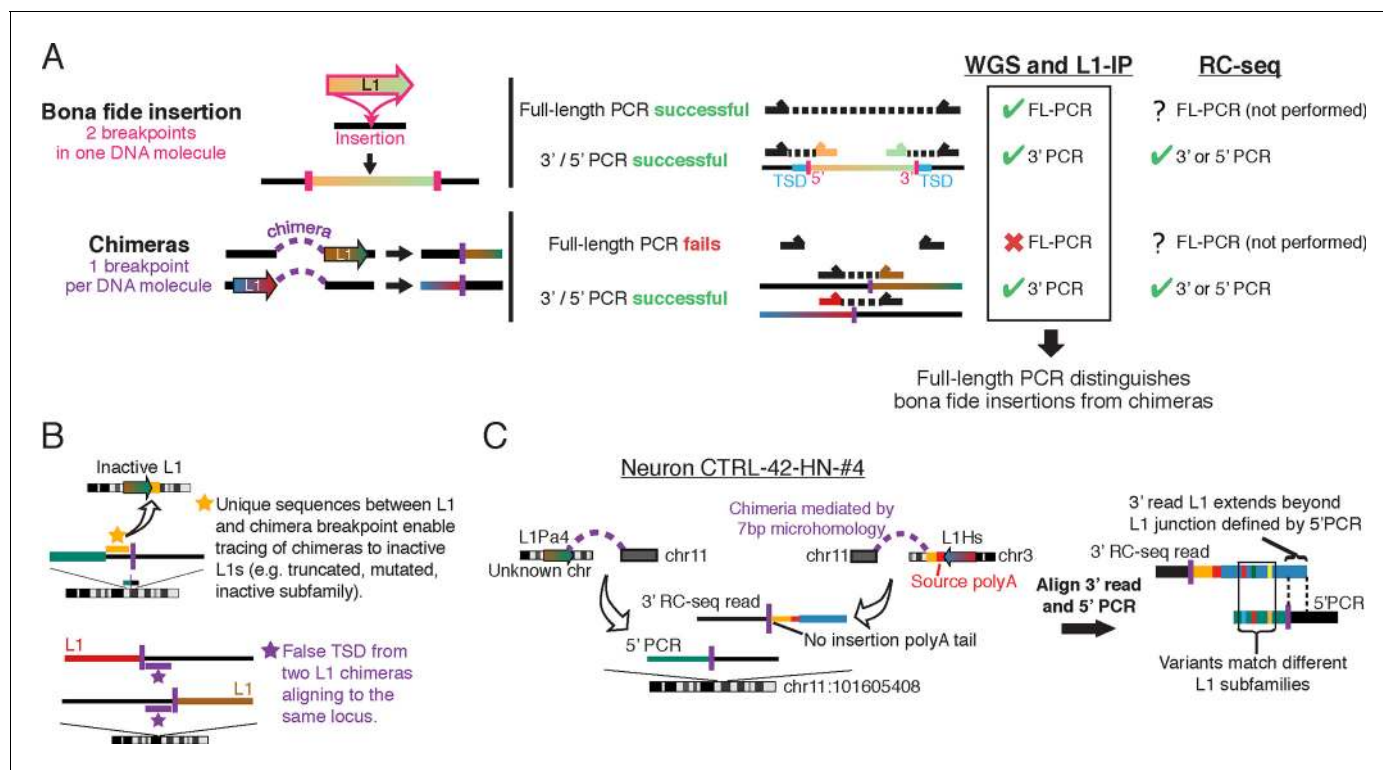 A
WGS and L1-IP
RC-seq
Bona fide insertion
2 breakpoints
in one DNA molecule
L1
Insertion
Full-length PCR successful
3’ / 5’ PCR successful
TSD
5’
3’
TSD
✔ FL-PCR
✔ 3’ PCR
? FL-PCR (not performed)
✔ 3’ or 5’ PCR
Chimeras
1 breakpoint
per DNA molecule
chimera
L1
L1
Full-length PCR fails
3’ / 5’ PCR successful
✖ FL-PCR
✔ 3’ PCR
? FL-PCR (not performed)
✔ 3’ or 5’ PCR
Full-length PCR distinguishes
bona fide insertions from chimeras
B
Inactive L1
Unique sequences between L1
and chimera breakpoint enable
tracing of chimeras to inactive
L1s (e.g. truncated, mutated,
inactive subfamily).
L1
L1
False TSD from
two L1 chimeras
aligning to the
same locus.
C
Neuron CTRL-42-HN-#4
L1Pa4
Unknown chr
chr11
Chimeria mediated by
7bp microhomology
chr11
L1Hs
chr3
Source polyA
3’ RC-seq read
No insertion polyA tail
5’ PCR
chr11:101605408
Align 3’ read
and 5’ PCR
3’ read L1 extends beyond
L1 junction defined by 5’PCR
3’ RC-seq read
5’PCR
Variants match different
L1 subfamilies